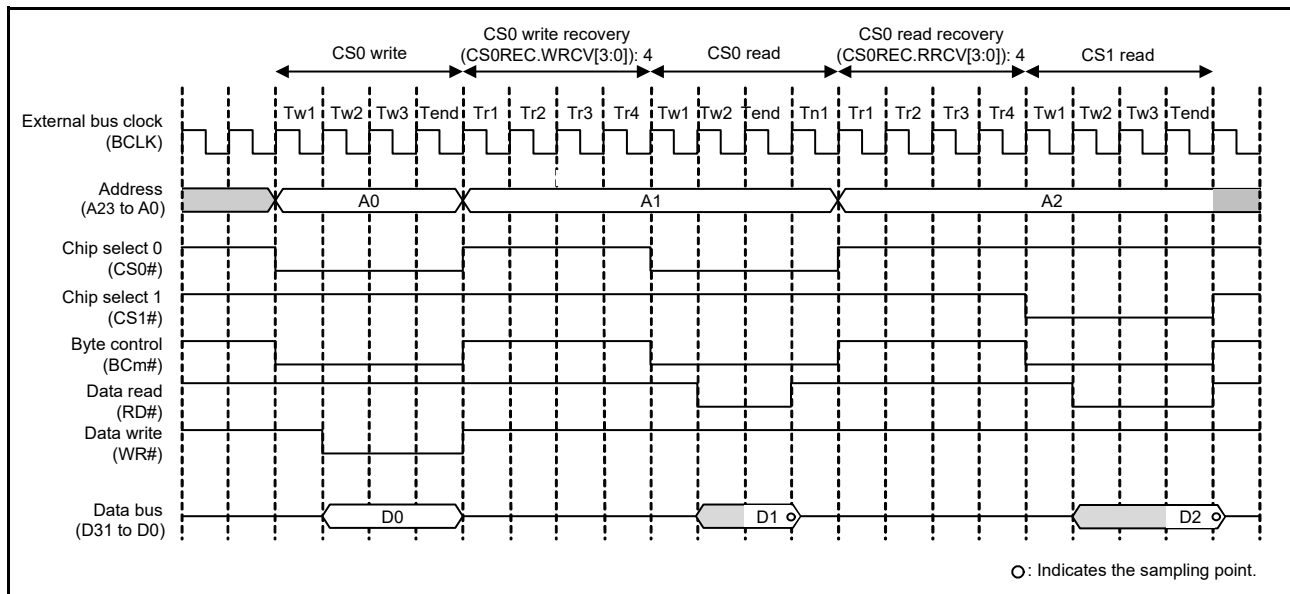 CS0 write
CS0 write recovery
(CS0REC.WRCV[3:0]): 4
CS0 read
CS0 read recovery
(CS0REC.RRCV[3:0]): 4
CS1 read
Tw1 Tw2 Tw3 Tend Tr1 Tr2 Tr3 Tr4 Tw1 Tw2 Tend Tn1 Tr1 Tr2 Tr3 Tr4 Tw1 Tw2 Tw3 Tend
External bus clock
(BCLK)
Address
(A23 to A0)
A0 A1 A2
Chip select 0
(CS0#)
Chip select 1
(CS1#)
Byte control
(BCm#)
Data read
(RD#)
Data write
(WR#)
Data bus
(D31 to D0)
D0 D1 D2
: Indicates the sampling point.